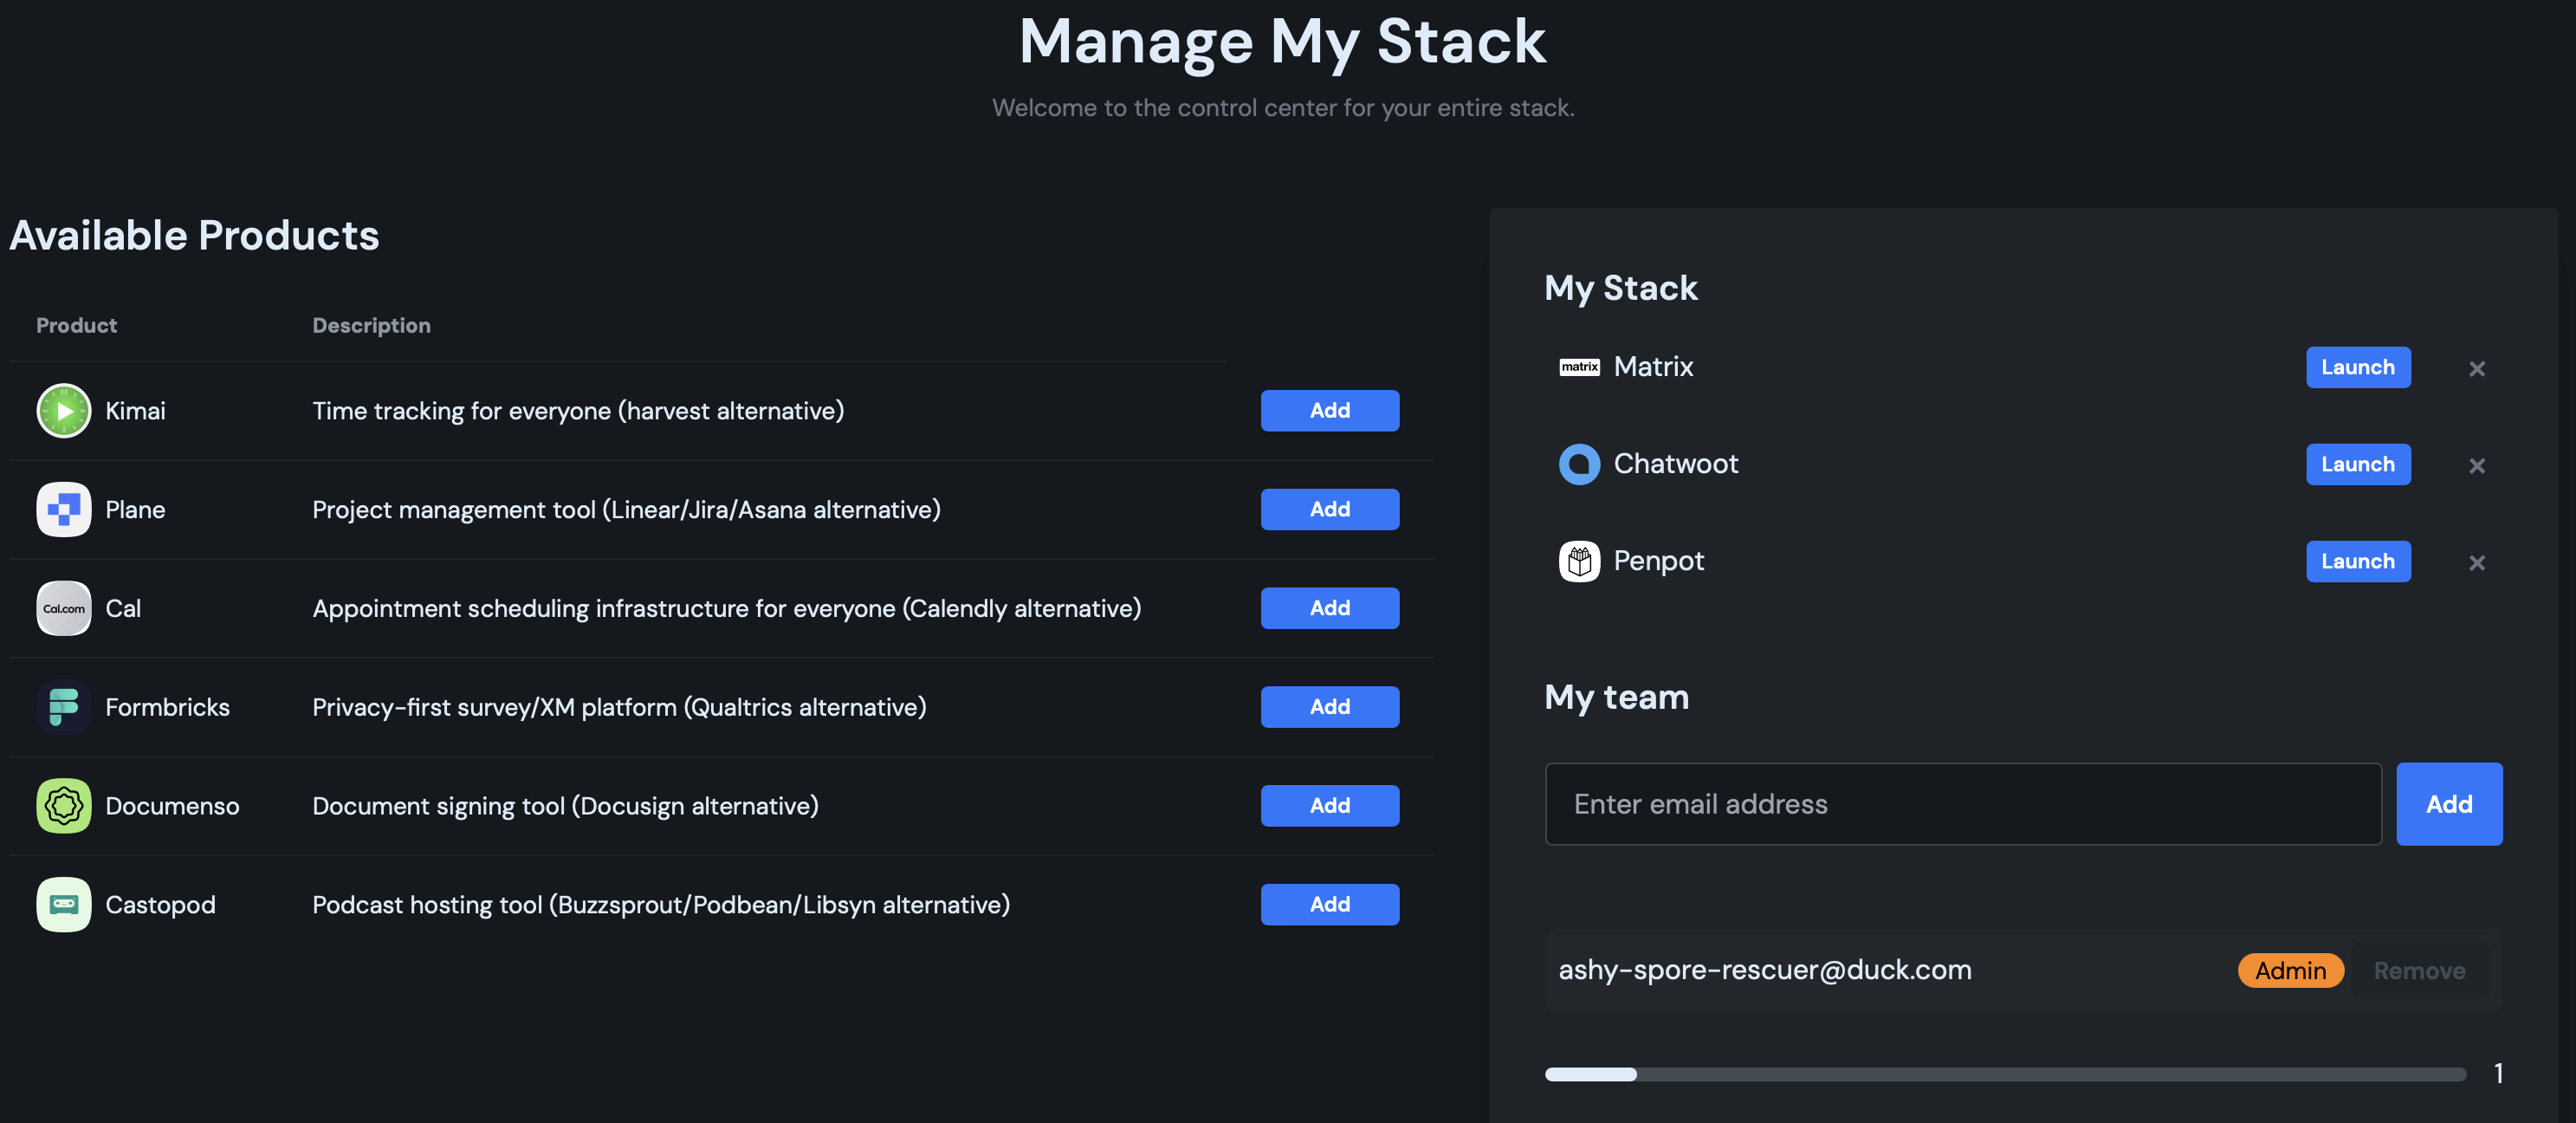 Manage My Stack
Welcome to the control center for your entire stack.
Available Products
Product Description
Kimai Time tracking for everyone (harvest alternative) Add
Plane Project management tool (Linear/Jira/Asana alternative) Add
Cal.com Cal Appointment scheduling infrastructure for everyone (Calendly alternative) Add
Formbricks Privacy-first survey/XM platform (Qualtrics alternative) Add
Documenso Document signing tool (Docusign alternative) Add
Castopod Podcast hosting tool (Buzzsprout/Podbean/Libsyn alternative) Add
My Stack
matrix Matrix Launch ×
Chatwoot Launch ×
Penpot Launch ×
My team
Enter email address Add
ashy-spore-rescuer@duck.com Admin Remove
1